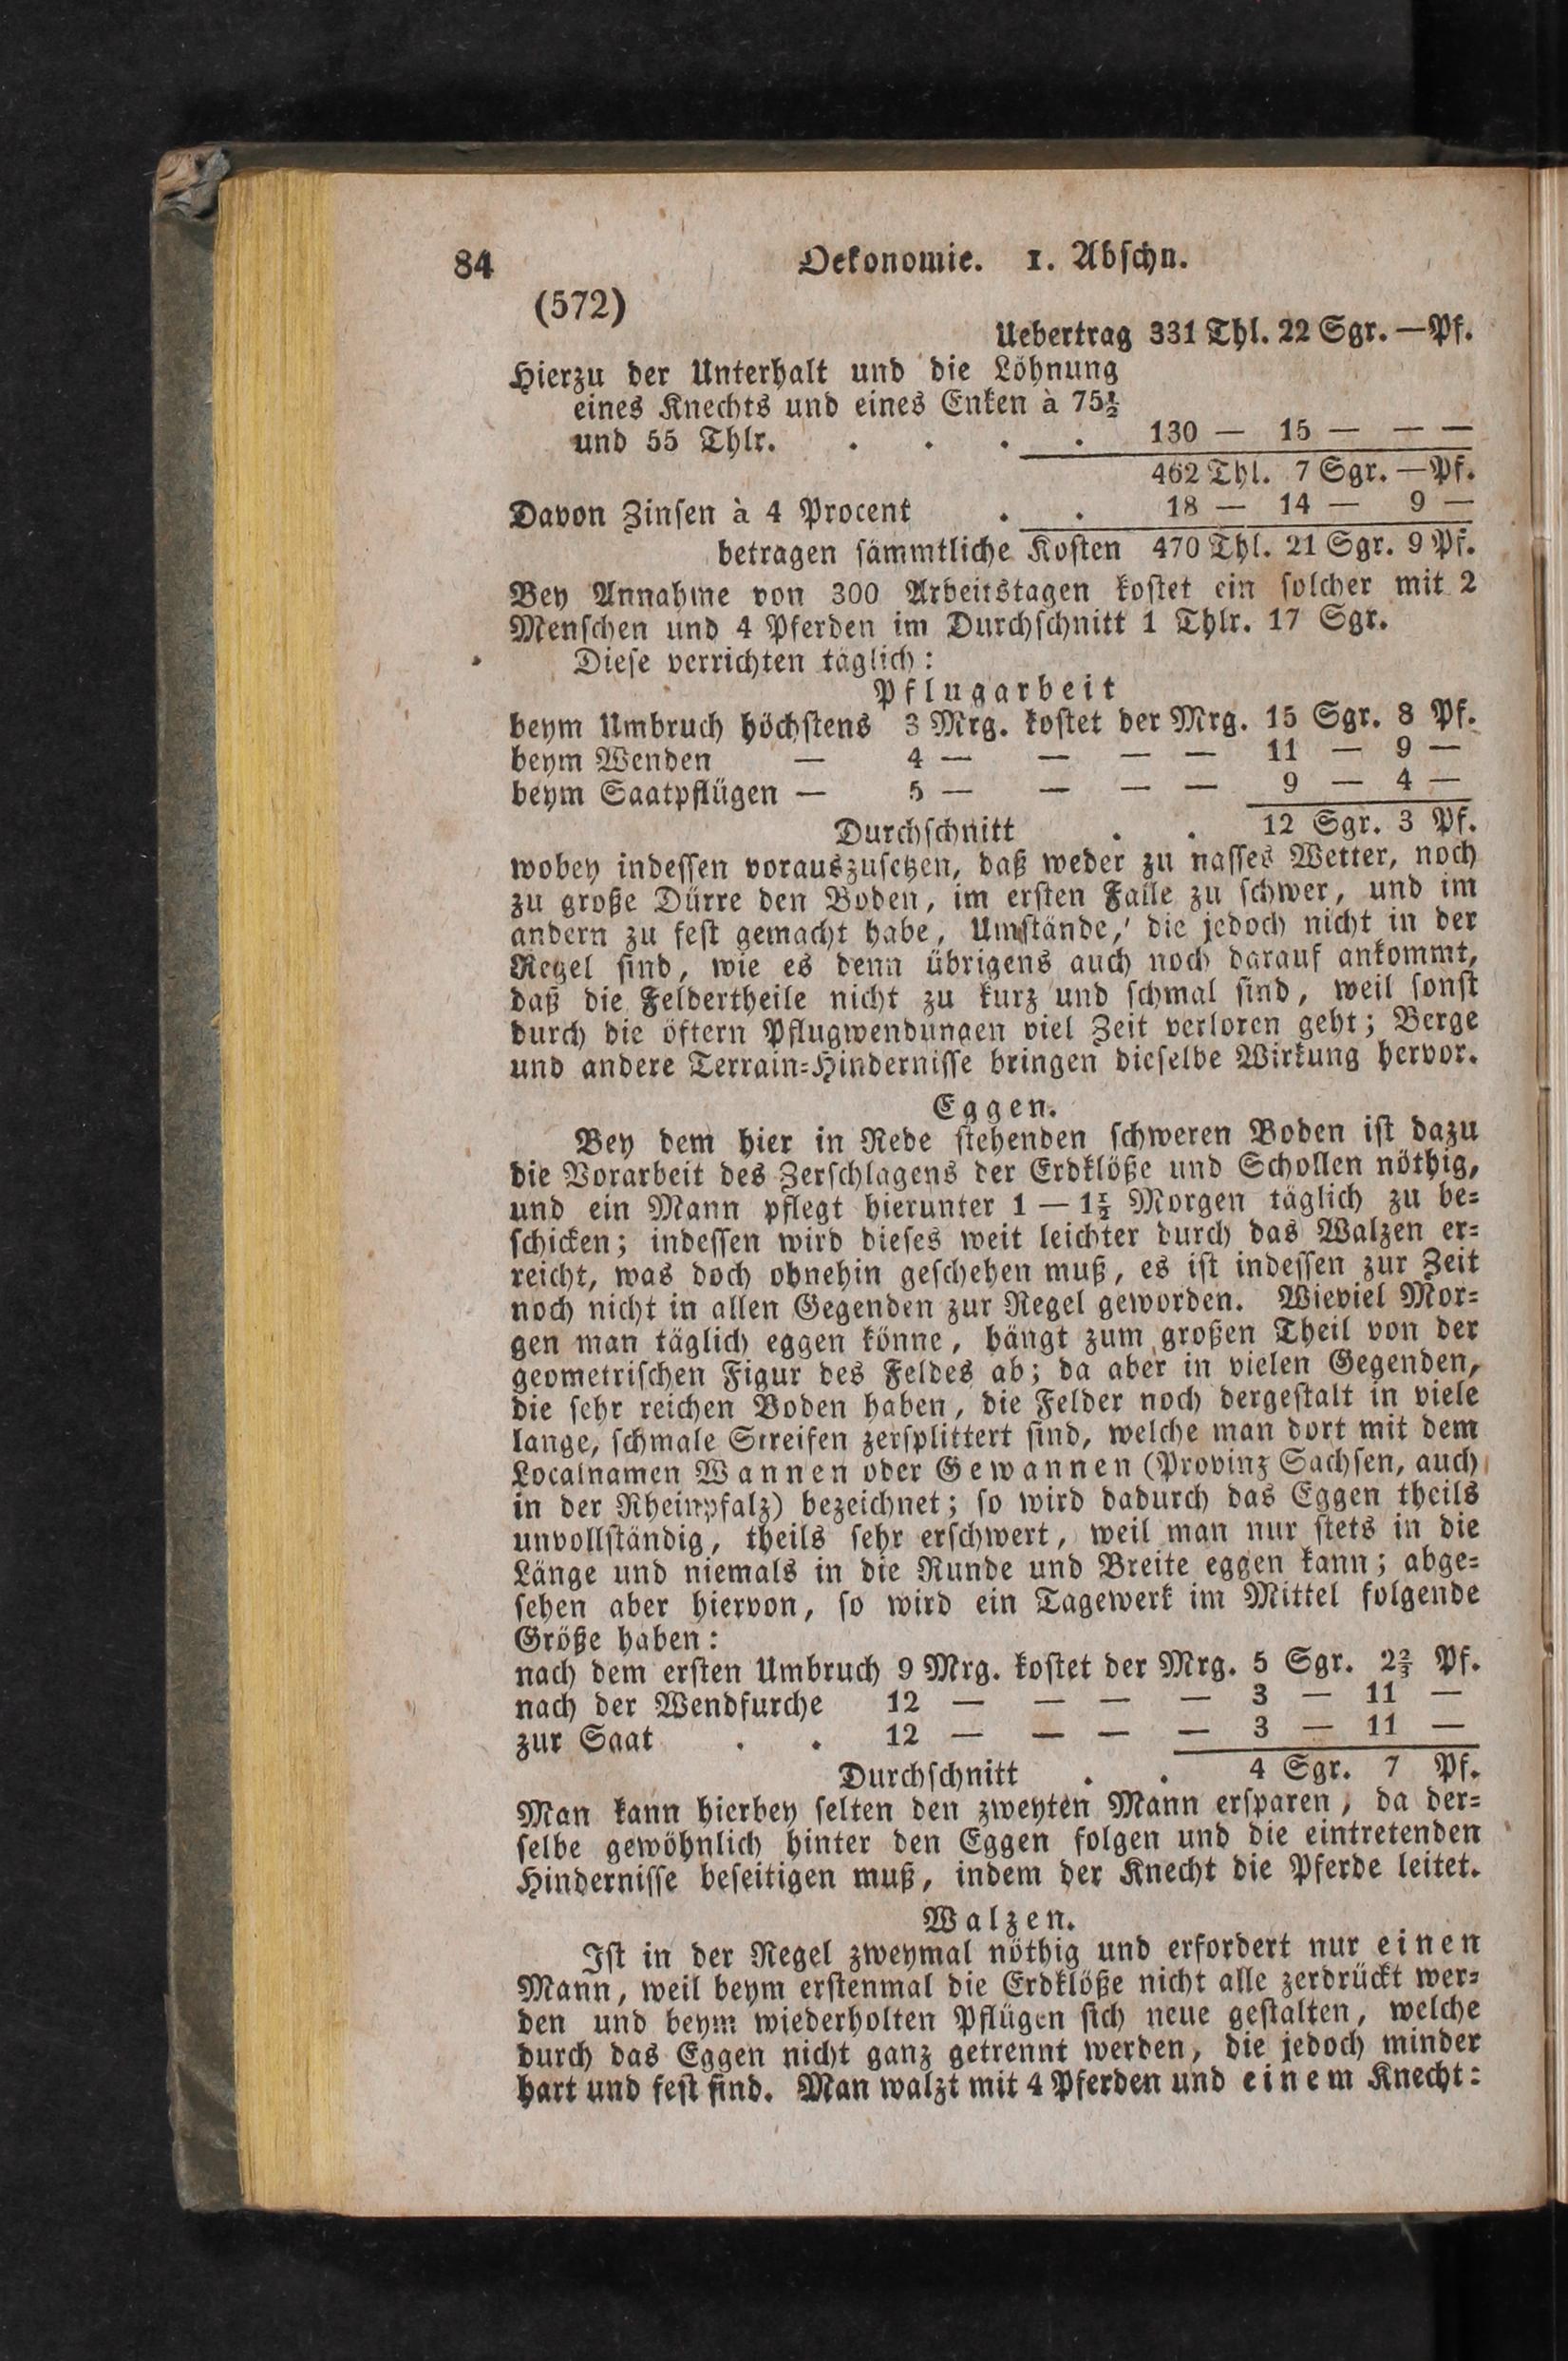 84 Oekonomie. 1. Abschn.
(572)
Uebertrag 331 Thl. 22 Sgr. — Pf.
Hierzu der Unterhalt und die Löhnung
eines Knechts und eines Enken à 75½
und 55 Thlr. . . . . 130 — 15 — — —
462 Thl. 7 Sgr. — Pf.
Davon Zinsen à 4 Procent . . 18 — 14 — 9 —
betragen sämmtliche Kosten 470 Thl. 21 Sgr. 9 Pf.
Bey Annahme von 300 Arbeitstagen kostet ein solcher mit 2
Menschen und 4 Pferden im Durchschnitt 1 Thlr. 17 Sgr.
Diese verrichten täglich:
Pflugarbeit
beym Umbruch höchstens 3 Mrg. kostet der Mrg. 15 Sgr. 8 Pf.
beym Wenden — 4 — — — — 11 — 9 —
beym Saatpflügen — 5 — — — — 9 — 4 —
Durchschnitt . . 12 Sgr. 3 Pf.
wobey indessen vorauszusetzen, daß weder zu nasses Wetter, noch
zu große Dürre den Boden, im ersten Falle zu schwer, und im
andern zu fest gemacht habe, Umstände, die jedoch nicht in der
Regel sind, wie es denn übrigens auch noch darauf ankommt,
daß die Feldertheile nicht zu kurz und schmal sind, weil sonst
durch die öftern Pflugwendungen viel Zeit verloren geht; Berge
und andere Terrain-Hindernisse bringen dieselbe Wirkung hervor.
Eggen.
Bey dem hier in Rede stehenden schweren Boden ist dazu
die Vorarbeit des Zerschlagens der Erdklöße und Schollen nöthig,
und ein Mann pflegt hierunter 1 — 1½ Morgen täglich zu be-
schicken; indessen wird dieses weit leichter durch das Walzen er-
reicht, was doch ohnehin geschehen muß, es ist indessen zur Zeit
noch nicht in allen Gegenden zur Regel geworden. Wieviel Mor-
gen man täglich eggen könne, hängt zum großen Theil von der
geometrischen Figur des Feldes ab; da aber in vielen Gegenden,
die sehr reichen Boden haben, die Felder noch dergestalt in viele
lange, schmale Streifen zersplittert sind, welche man dort mit dem
Localnamen Wannen oder Gewannen (Provinz Sachsen, auch
in der Rheinpfalz) bezeichnet; so wird dadurch das Eggen theils
unvollständig, theils sehr erschwert, weil man nur stets in die
Länge und niemals in die Runde und Breite eggen kann; abge-
sehen aber hiervon, so wird ein Tagewerk im Mittel folgende
Größe haben:
nach dem ersten Umbruch 9 Mrg. kostet der Mrg. 5 Sgr. 2⅔ Pf.
nach der Wendfurche 12 — — — — 3 — 11 —
zur Saat . . 12 — — — — 3 — 11 —
Durchschnitt . . 4 Sgr. 7 Pf.
Man kann hierbey selten den zweyten Mann ersparen, da der-
selbe gewöhnlich hinter den Eggen folgen und die eintretenden
Hindernisse beseitigen muß, indem der Knecht die Pferde leitet.
Walzen.
Ist in der Regel zweymal nöthig und erfordert nur einen
Mann, weil beym erstenmal die Erdklöße nicht alle zerdrückt wer-
den und beym wiederholten Pflügen sich neue gestalten, welche
durch das Eggen nicht ganz getrennt werden, die jedoch minder
hart und fest sind. Man walzt mit 4 Pferden und einem Knecht: